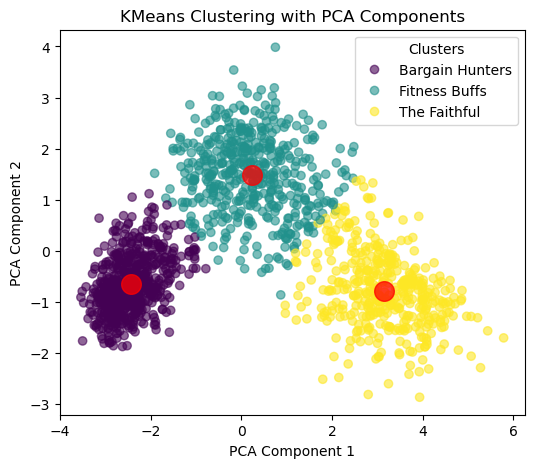 KMeans Clustering with PCA Components
Clusters
Bargain Hunters
Fitness Buffs
The Faithful
PCA Component 2
4
3
2
1
0
−1
−2
−3
−4
−2
0
2
4
6
PCA Component 1